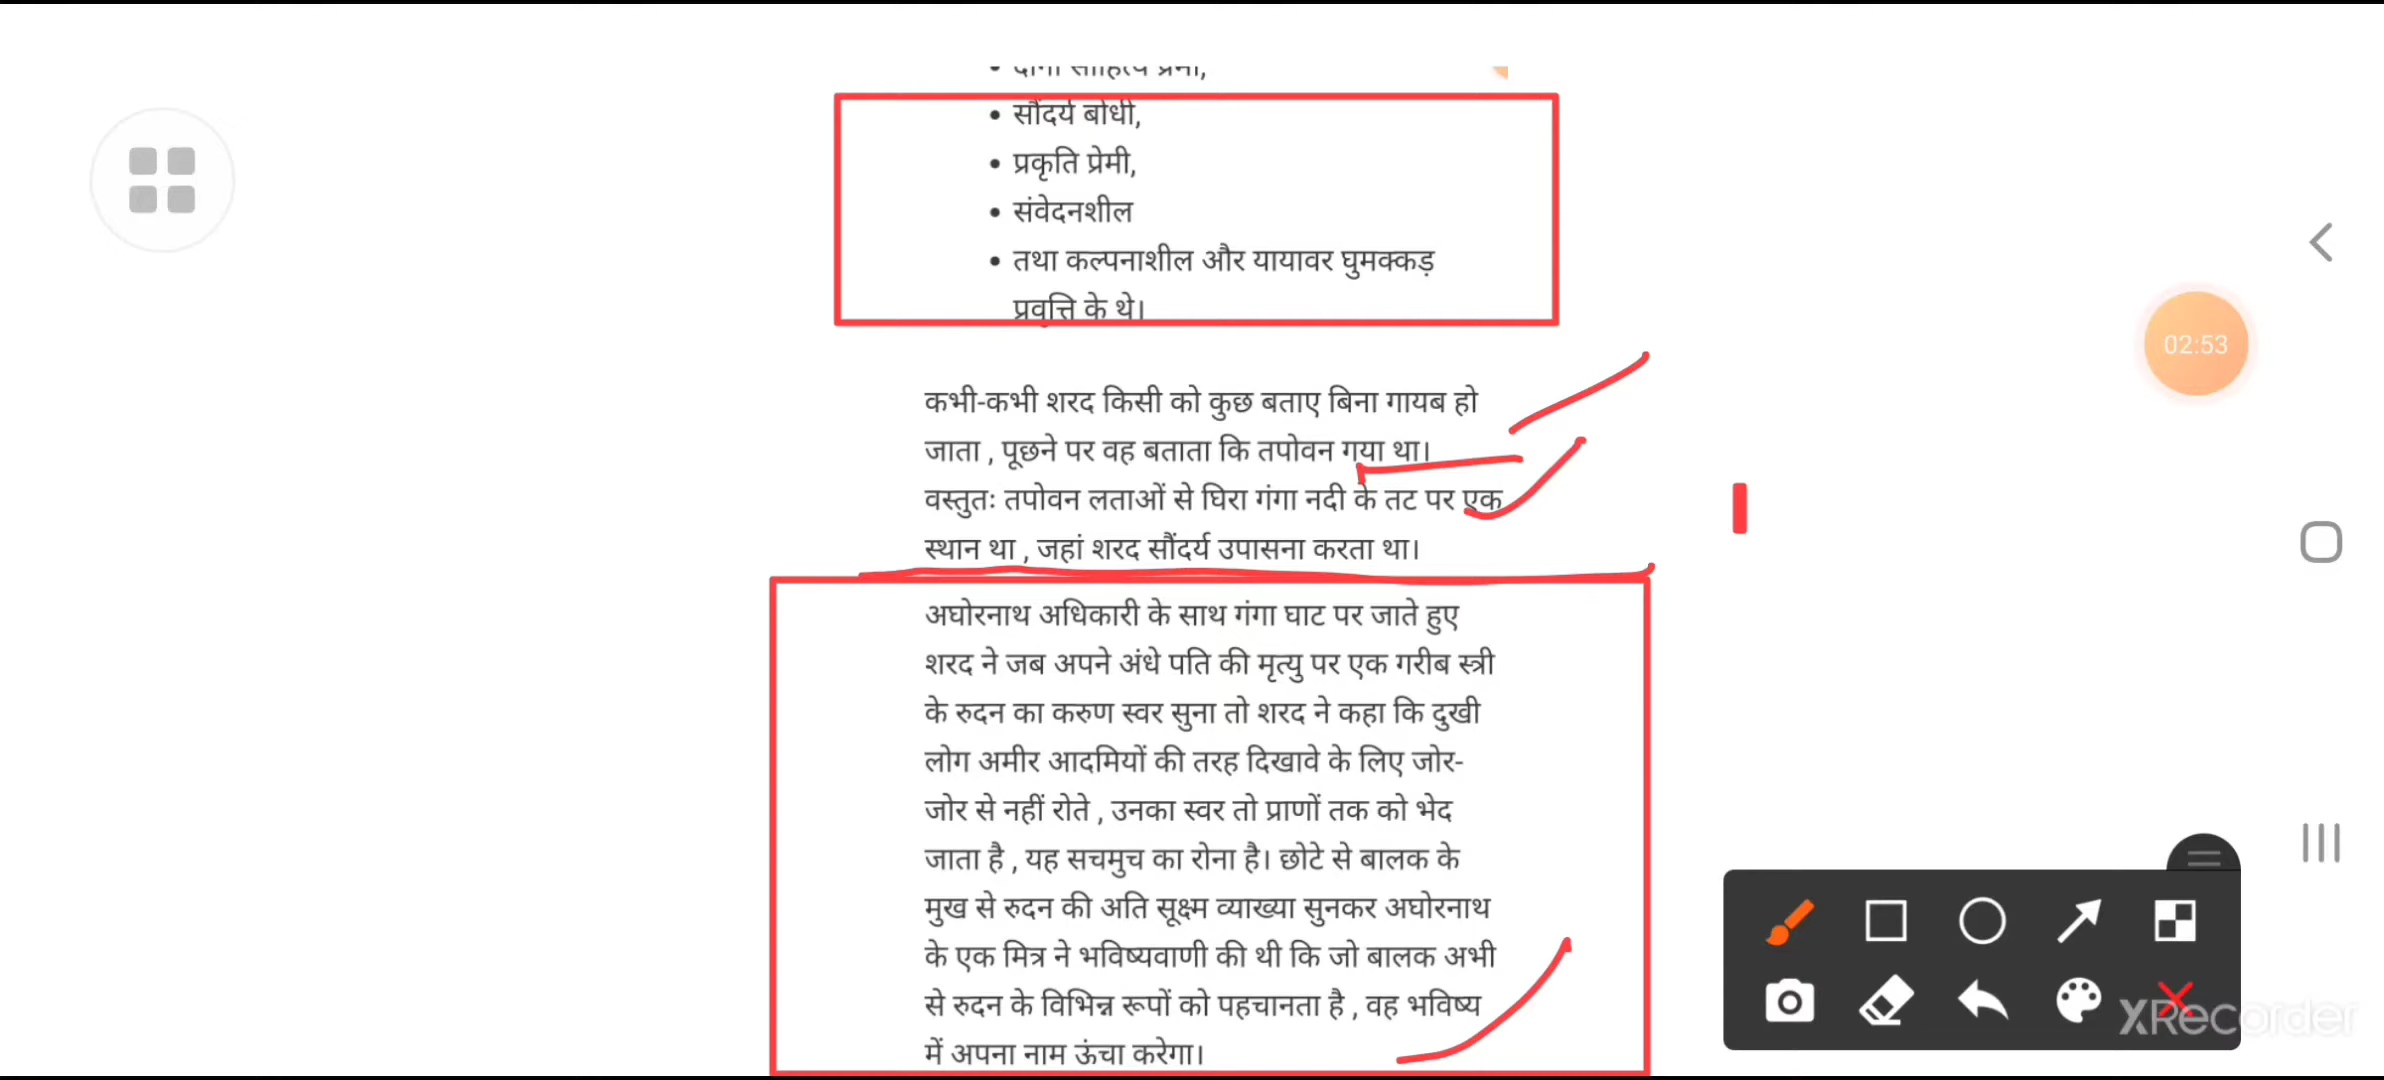 सौंदर्य बोधी,
प्रकृति प्रेमी,
संवेदनशील
तथा कल्पनाशील और यायावर घुमक्कड़
प्रवृत्ति के थे।
02:53
कभी-कभी शरद किसी को कुछ बताए बिना गायब हो
जाता , पूछने पर वह बताता कि तपोवन गया था।
वस्तुतः तपोवन लताओं से घिरा गंगा नदी के तट पर एक
स्थान था , जहां शरद सौंदर्य उपासना करता था।
अघोरनाथ अधिकारी के साथ गंगा घाट पर जाते हुए
शरद ने जब अपने अंधे पति की मृत्यु पर एक गरीब स्त्री
के रुदन का करुण स्वर सुना तो शरद ने कहा कि दुखी
लोग अमीर आदमियों की तरह दिखावे के लिए जोर-
जोर से नहीं रोते , उनका स्वर तो प्राणों तक को भेद
जाता है , यह सचमुच का रोना है। छोटे से बालक के
मुख से रुदन की अति सूक्ष्म व्याख्या सुनकर अघोरनाथ
के एक मित्र ने भविष्यवाणी की थी कि जो बालक अभी
से रुदन के विभिन्न रूपों को पहचानता है , वह भविष्य
में अपना नाम ऊंचा करेगा।
XRecorder